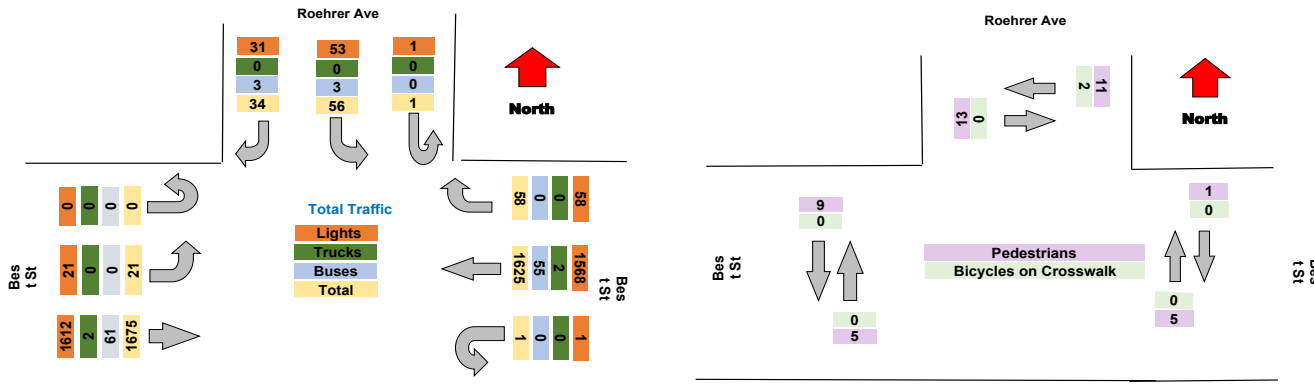 Roehrer Ave
31
0
3
34
53
0
3
56
1
0
0
1
North
0
0
0
0
21
0
0
21
1612
2
61
1675
Bes
t St
Total Traffic
Lights
Trucks
Buses
Total
58
0
0
58
1625
55
2
1568
1
0
0
1
Bes
t St
Roehrer Ave
13
0
2
11
North
9
0
0
5
1
0
0
5
Bes
t St
Pedestrians
Bicycles on Crosswalk
Bes
t St